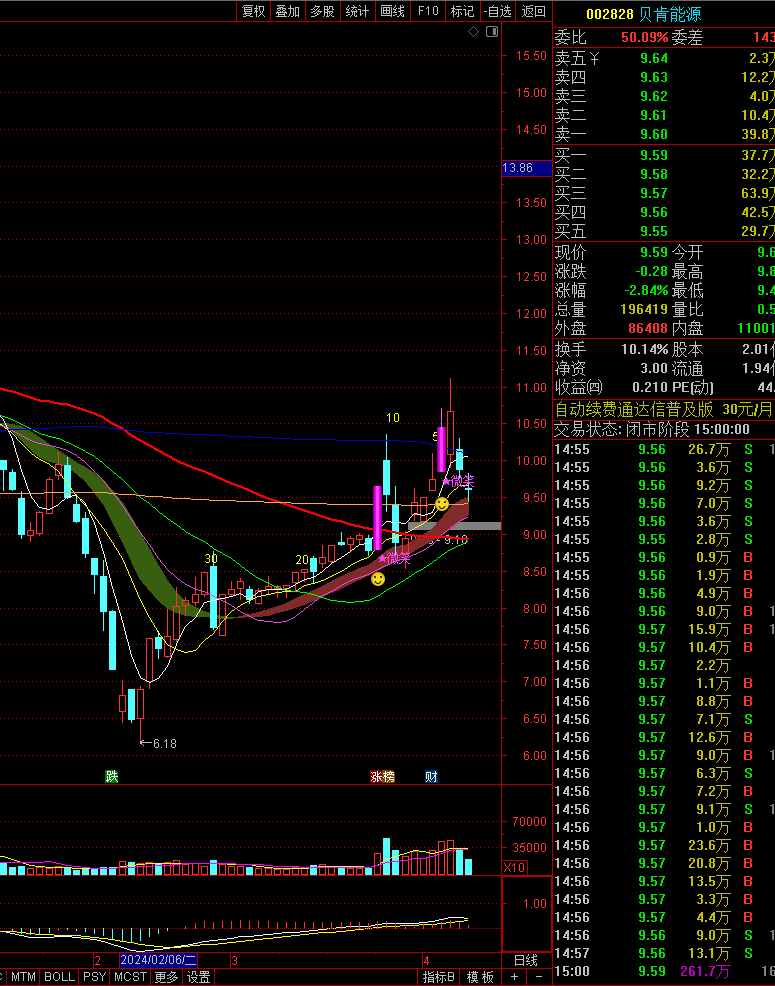 复权 叠加 多股 统计 画线 F10 标记 -自选 返回
002828 贝肯能源
委比 50.09% 委差 143
卖五￥ 9.64 2.3万
卖四 9.63 12.2万
卖三 9.62 4.0万
卖二 9.61 10.4万
卖一 9.60 39.8万
买一 9.59 37.7万
买二 9.58 32.2万
买三 9.57 63.9万
买四 9.56 42.5万
买五 9.55 29.7万
现价 9.59 今开 9.6
涨跌 -0.28 最高 9.8
涨幅 -2.84% 最低 9.4
总量 196419 量比 0.5
外盘 86408 内盘 11001
换手 10.14% 股本 2.01亿
净资 3.00 流通 1.94亿
收益㈣ 0.210 PE(动) 44.
自动续费通达信普及版 30元/月
交易状态: 闭市阶段 15:00:00
14:55 9.56 26.7万 S 1
14:55 9.56 3.6万 S
14:55 9.56 9.2万 S
14:55 9.56 7.0万 S
14:55 9.56 3.6万 S
14:55 9.55 2.8万 S
14:55 9.56 0.9万 B
14:55 9.56 1.9万 B
14:56 9.56 4.9万 B
14:56 9.56 9.0万 B 1
14:56 9.57 15.9万 B 1
14:56 9.57 10.4万 B
14:56 9.57 2.2万
14:56 9.57 1.1万 B
14:56 9.57 8.8万 B
14:56 9.57 7.1万 S
14:56 9.57 12.6万 B
14:56 9.57 9.0万 B 1
14:56 9.57 6.3万 S
14:56 9.57 7.2万 B
14:56 9.57 9.1万 S 1
14:56 9.57 1.0万 B
14:56 9.57 23.6万 B
14:56 9.57 20.8万 B
14:56 9.57 13.5万 B
14:56 9.57 3.3万 B
14:56 9.57 4.4万 B
14:56 9.56 9.0万 S 1
14:57 9.56 13.1万 S
15:00 9.59 261.7万 16
15.50
15.00
14.50
13.86
13.50
13.00
12.50
12.00
11.50
11.00
10.50
10.00
9.50
9.00
8.50
8.00
7.50
7.00
6.50
6.00
10
微笑
9.18
30
20
微笑
←6.18
跌 涨榜 财
70000
35000
X10
1.00
2 2024/02/06/二 3 4 日线
MTM BOLL PSY MCST 更多 设置 指标B 模板 + -